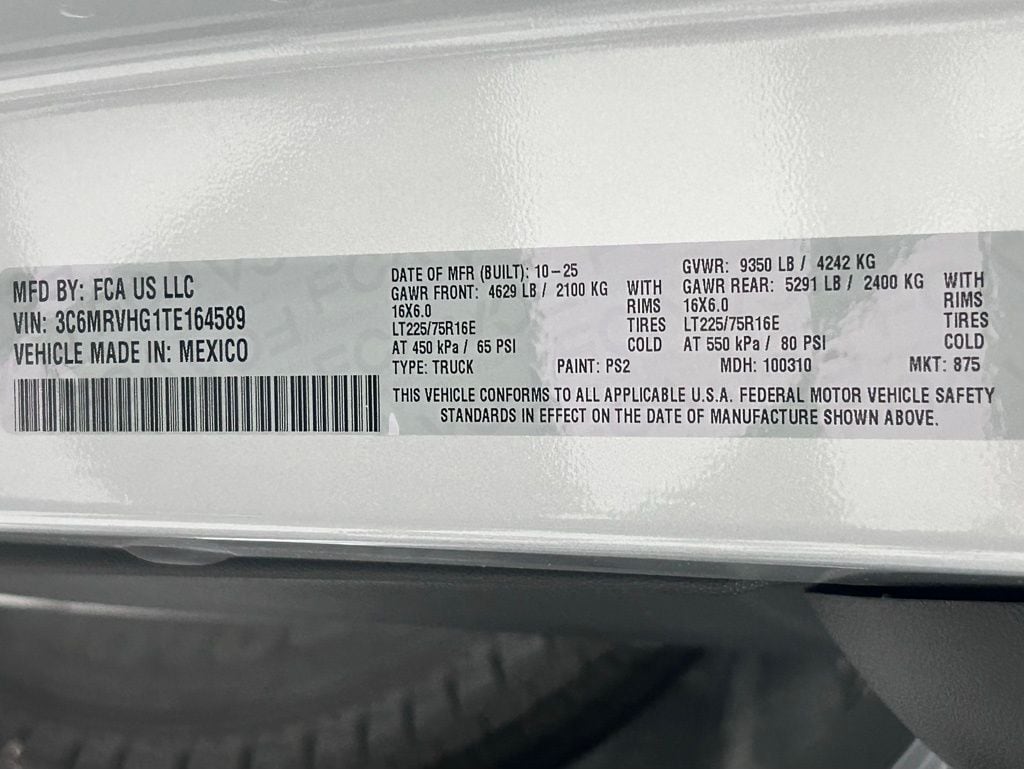 MFD BY: FCA US LLC
VIN: 3C6MRVHG1TE164589
VEHICLE MADE IN: MEXICO
DATE OF MFR (BUILT): 10-25
GAWR FRONT: 4629 LB / 2100 KG WITH
16X6.0 RIMS
LT225/75R16E TIRES
AT 450 kPa / 65 PSI COLD
GVWR: 9350 LB / 4242 KG
GAWR REAR: 5291 LB / 2400 KG WITH
16X6.0 RIMS
LT225/75R16E TIRES
AT 550 kPa / 80 PSI COLD
TYPE: TRUCK PAINT: PS2 MDH: 100310 MKT: 875
THIS VEHICLE CONFORMS TO ALL APPLICABLE U.S.A. FEDERAL MOTOR VEHICLE SAFETY
STANDARDS IN EFFECT ON THE DATE OF MANUFACTURE SHOWN ABOVE.